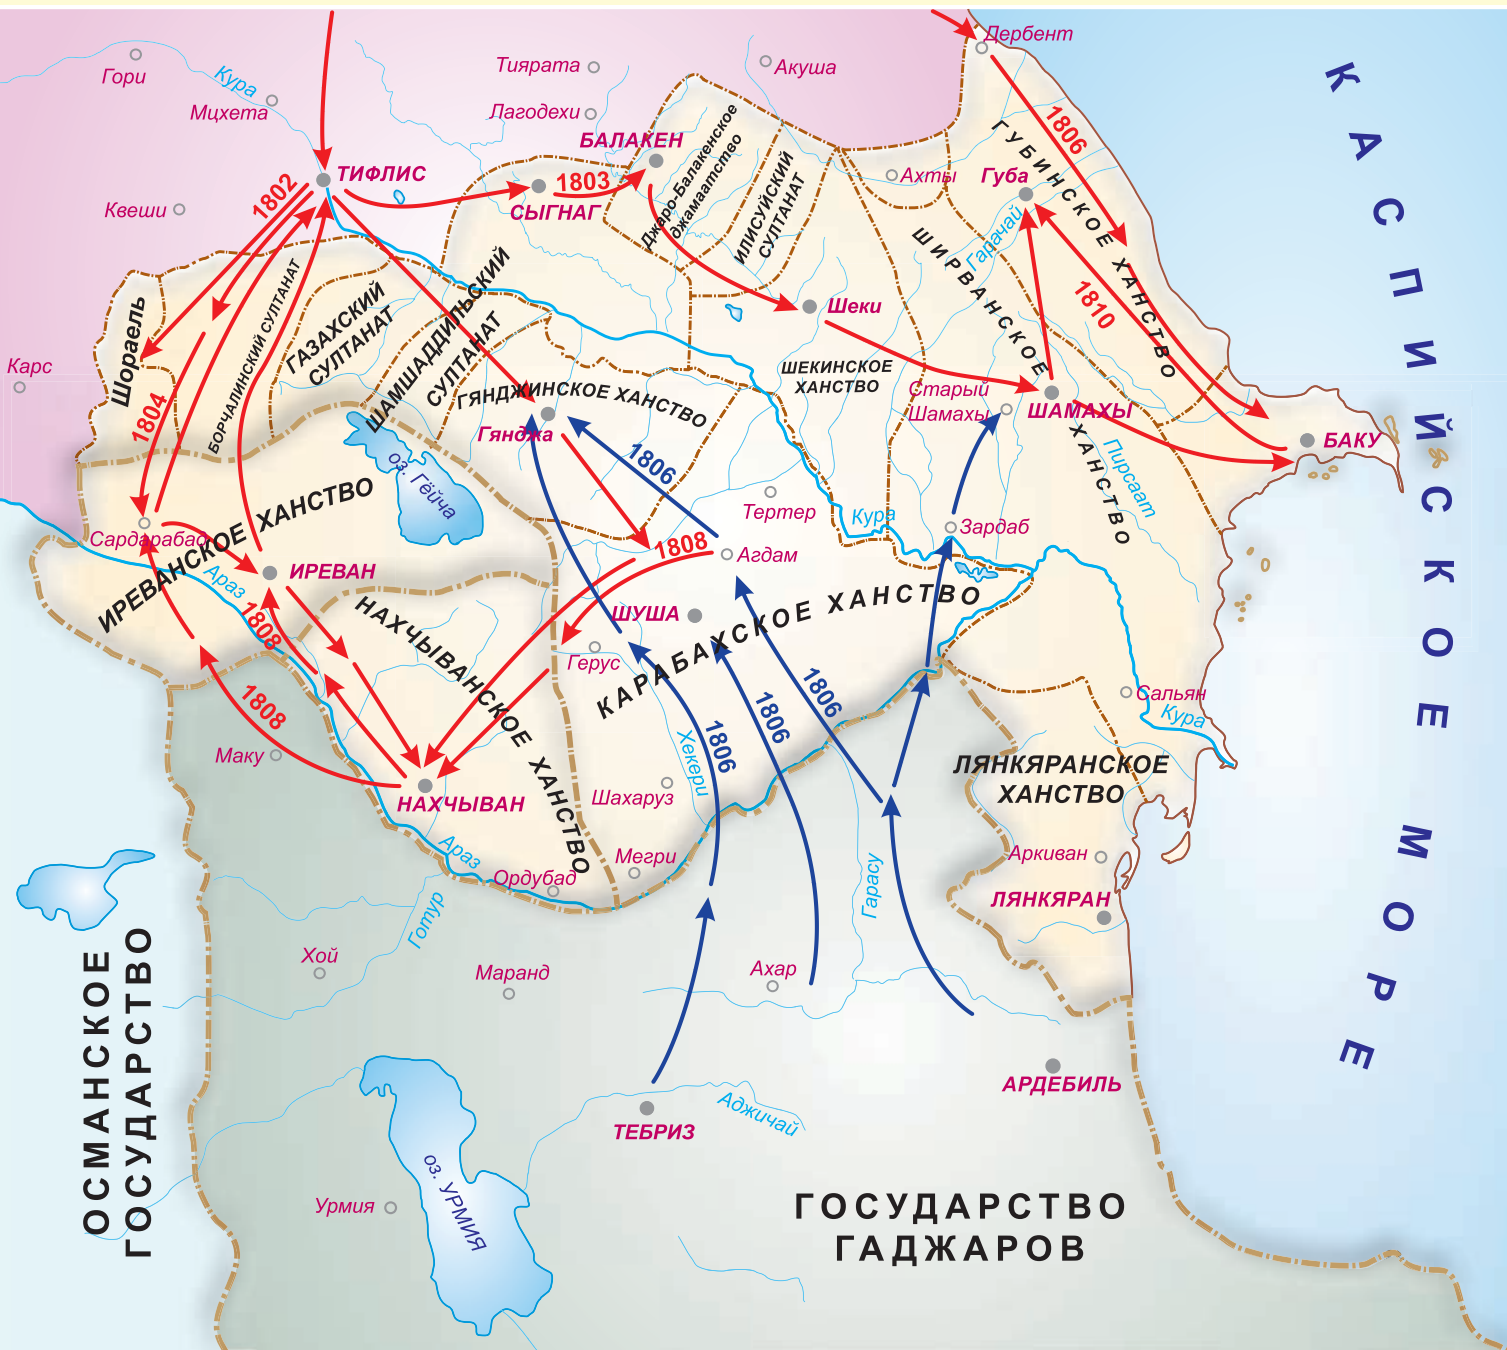 Дербент
Гори
Кура
Мцхета
Тиярата
Акуша
Лагодехи
БАЛАКЕН
ТИФЛИС
1802
1803
СЫГНАГ
Джаро-Балакенское
джамаатство
ИЛИСУЙСКИЙ
СУЛТАНАТ
Ахты
Губа
1806
ГУБИНСКОЕ ХАНСТВО
Гарачай
Квеши
ШИРВАНСКОЕ ХАНСТВО
1810
Шораель
БОРЧАЛИНСКИЙ СУЛТАНАТ
ГАЗАХСКИЙ
СУЛТАНАТ
ШАМШАДДИЛЬСКИЙ
СУЛТАНАТ
Шеки
ШЕКИНСКОЕ
ХАНСТВО
Старый
Шамахы
ШАМАХЫ
БАКУ
Карс
1804
ГЯНДЖИНСКОЕ ХАНСТВО
Гянджа
оз. Гёйча
1806
Пирсаат
Тертер
Кура
Зардаб
Сардарабад
ИРЕВАНСКОЕ ХАНСТВО
ИРЕВАН
Араз
1808
Агдам
1808
НАХЧЫВАНСКОЕ ХАНСТВО
ШУША
Герус
КАРАБАХСКОЕ ХАНСТВО
1808
Маку
1806
1806
1806
Хекери
Сальян
Кура
НАХЧЫВАН
Шахаруз
ЛЯНКЯРАНСКОЕ
ХАНСТВО
Араз
Мегри
Ордубад
Аркиван
ЛЯНКЯРАН
Гарасу
Готур
Хой
Маранд
Ахар
АРДЕБИЛЬ
ТЕБРИЗ
Аджичай
Урмия
оз. УРМИЯ
ОСМАНСКОЕ
ГОСУДАРСТВО
ГОСУДАРСТВО
ГАДЖАРОВ
КАСПИЙСКОЕ МОРЕ